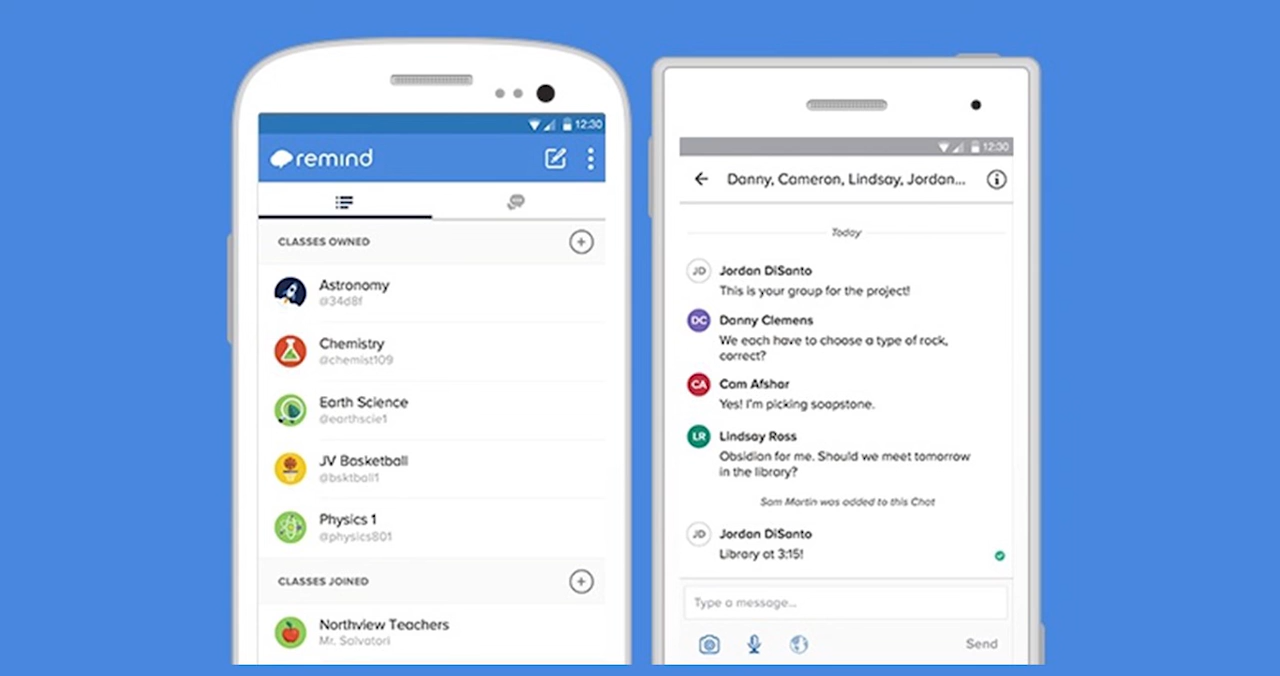 12:30
remind
CLASSES OWNED
Astronomy
@34d8f
Chemistry
@chemist109
Earth Science
@earthscie1
JV Basketball
@bsktball1
Physics 1
@physics801
CLASSES JOINED
Northview Teachers
Mr. Salvatori
12:30
Danny, Cameron, Lindsay, Jordan...
Today
JD
Jordan DiSanto
This is your group for the project!
DC
Danny Clemens
We each have to choose a type of rock,
correct?
CA
Cam Afshar
Yes! I'm picking soapstone.
LR
Lindsay Ross
Obsidian for me. Should we meet tomorrow
in the library?
Sam Martin was added to this Chat
JD
Jordan DiSanto
Library at 3:15!
Type a message...
Send